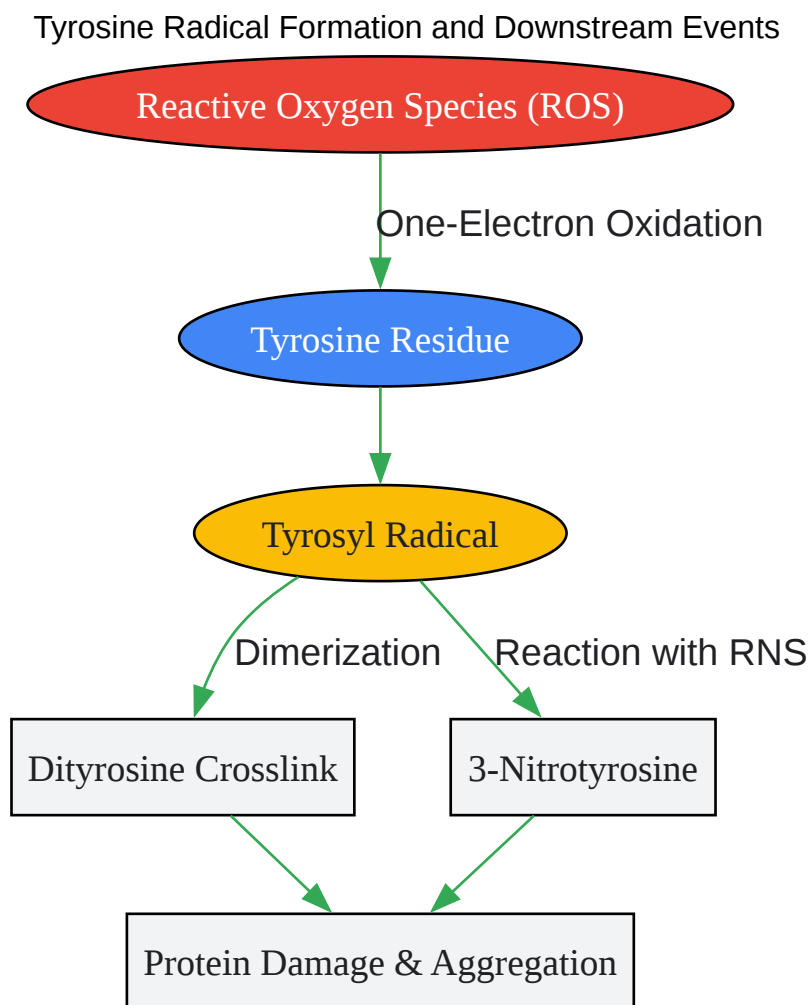 Tyrosine Radical Formation and Downstream Events
Reactive Oxygen Species (ROS)
One-Electron Oxidation
Tyrosine Residue
Tyrosyl Radical
Dimerization
Reaction with RNS
Dityrosine Crosslink
3-Nitrotyrosine
Protein Damage & Aggregation